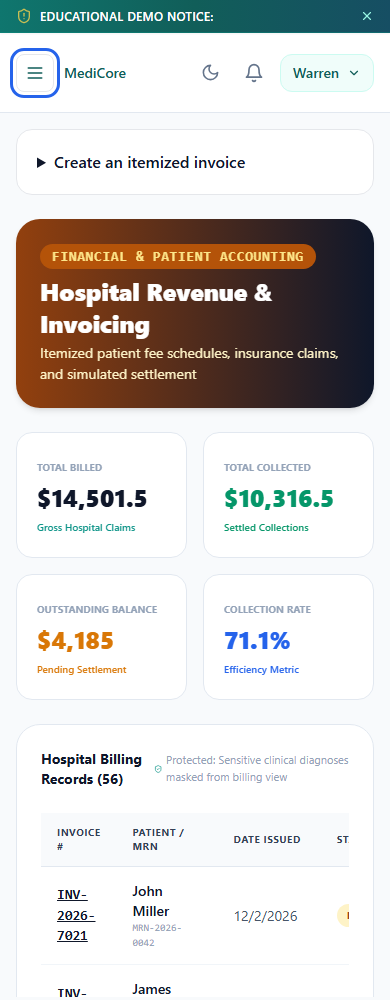 EDUCATIONAL DEMO NOTICE:
MediCore
Warren
Create an itemized invoice
FINANCIAL & PATIENT ACCOUNTING
Hospital Revenue &
Invoicing
Itemized patient fee schedules, insurance claims,
and simulated settlement
TOTAL BILLED
$14,501.5
Gross Hospital Claims
TOTAL COLLECTED
$10,316.5
Settled Collections
OUTSTANDING BALANCE
$4,185
Pending Settlement
COLLECTION RATE
71.1%
Efficiency Metric
Hospital Billing
Records (56)
Protected: Sensitive clinical diagnoses
masked from billing view
INVOICE
#
PATIENT /
MRN
DATE ISSUED
ST
INV-
2026-
7021
John
Miller
MRN-2026-
0042
12/2/2026
INV-
James